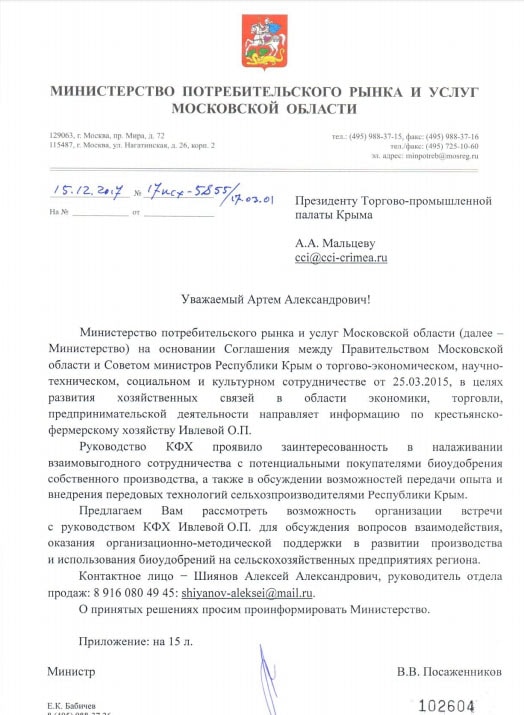 МИНИСТЕРСТВО ПОТРЕБИТЕЛЬСКОГО РЫНКА И УСЛУГ
МОСКОВСКОЙ ОБЛАСТИ
129063, г. Москва, пр. Мира, д. 72
115487, г. Москва, ул. Нагатинская, д. 26, корп. 2
тел.: (495) 988-37-15, факс: (495) 988-37-16
тел./факс: (495) 725-10-60
эл. адрес: minpotreb@mosreg.ru
15.12.2017 № 17исх-5855/17.03.01
На № от
Президенту Торгово-промышленной
палаты Крыма
А.А. Мальцеву
cci@cci-crimea.ru
Уважаемый Артем Александрович!
Министерство потребительского рынка и услуг Московской области (далее –
Министерство) на основании Соглашения между Правительством Московской
области и Советом министров Республики Крым о торгово-экономическом, научно-
техническом, социальном и культурном сотрудничестве от 25.03.2015, в целях
развития хозяйственных связей в области экономики, торговли,
предпринимательской деятельности направляет информацию по крестьянско-
фермерскому хозяйству Ивлевой О.П.
Руководство КФХ проявило заинтересованность в налаживании
взаимовыгодного сотрудничества с потенциальными покупателями биоудобрения
собственного производства, а также в обсуждении возможностей передачи опыта и
внедрения передовых технологий сельхозпроизводителями Республики Крым.
Предлагаем Вам рассмотреть возможность организации встречи
с руководством КФХ Ивлевой О.П. для обсуждения вопросов взаимодействия,
оказания организационно-методической поддержки в развитии производства
и использования биоудобрений на сельскохозяйственных предприятиях региона.
Контактное лицо – Шиянов Алексей Александрович, руководитель отдела
продаж: 8 916 080 49 45: shiyanov-aleksei@mail.ru.
О принятых решениях просим проинформировать Министерство.
Приложение: на 15 л.
Министр В.В. Посаженников
Е.К. Бабичев
102604